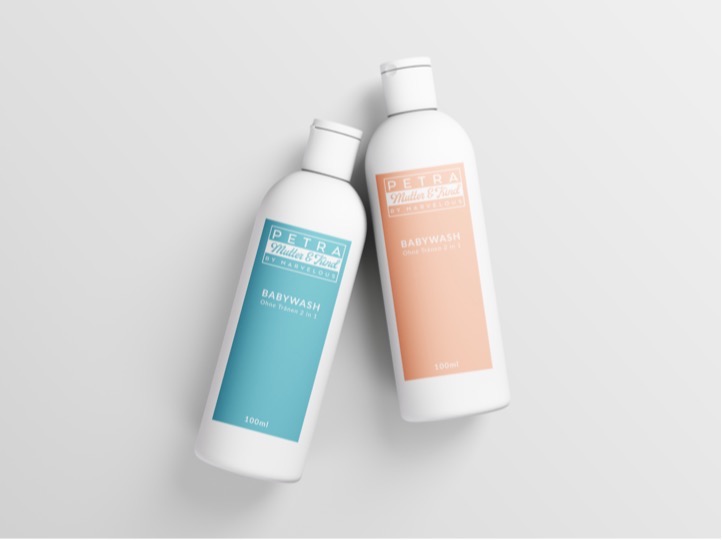 PETRA
Mutter & Kind
BY MARVELOUS
BABYWASH
Ohne Tränen 2 in 1
100ml
PETRA
Mutter & Kind
BY MARVELOUS
BABYWASH
Ohne Tränen 2 in 1
100ml